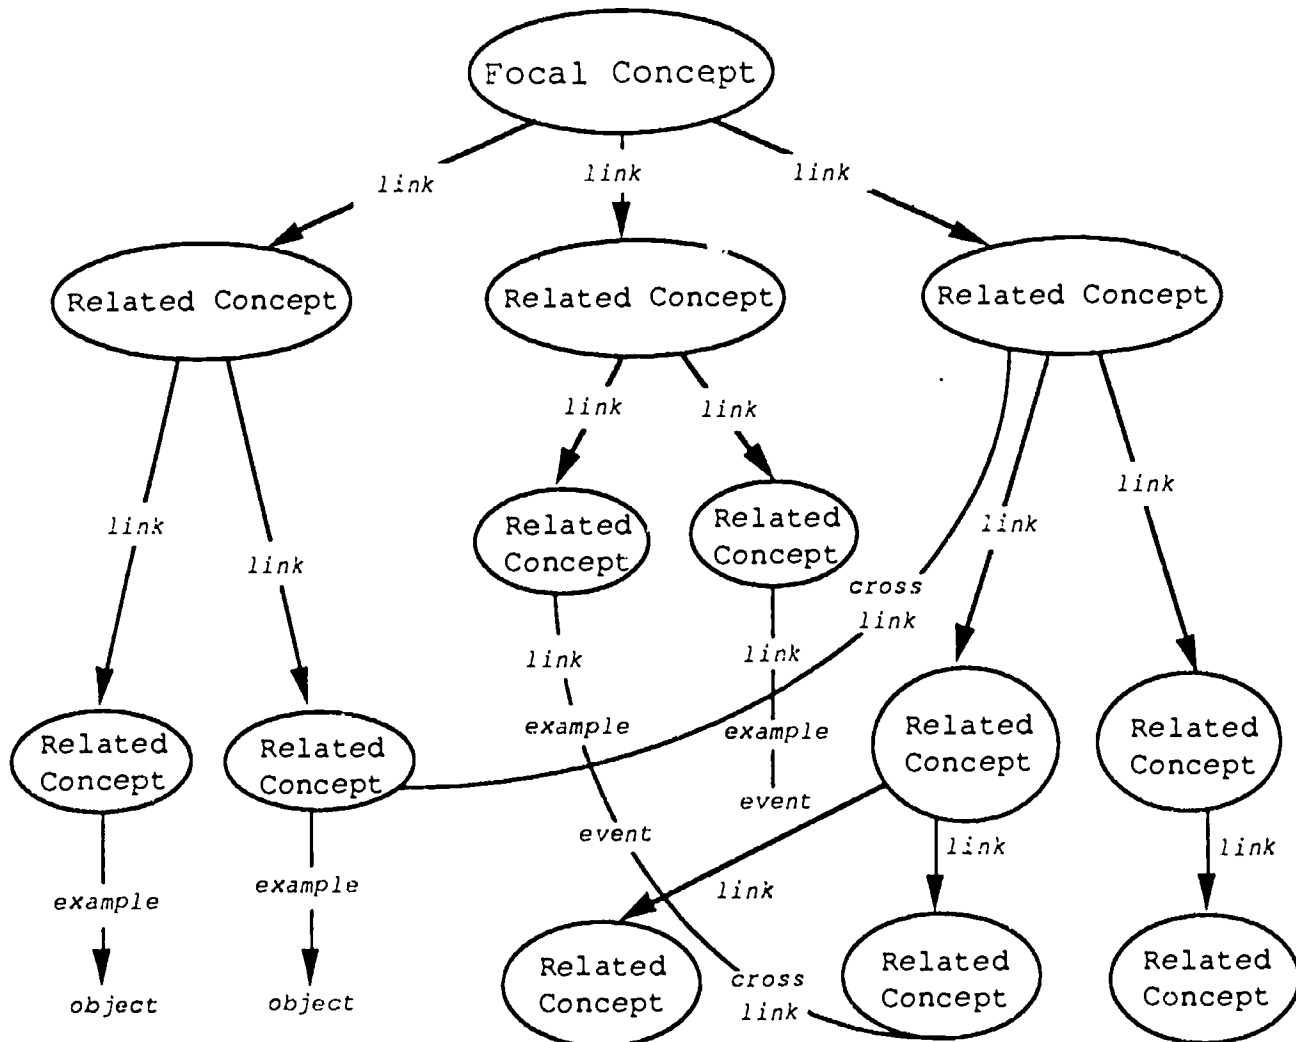 Focal Concept
link
link
link
Related Concept
Related Concept
Related Concept
link
link
link
link
link
link
Related
Concept
Related
Concept
cross
link
link
link
Related
Concept
Related
Concept
Related
Concept
Related
Concept
example
example
event
event
link
link
link
example
example
Related
Concept
Related
Concept
Related
Concept
cross
link
object
object